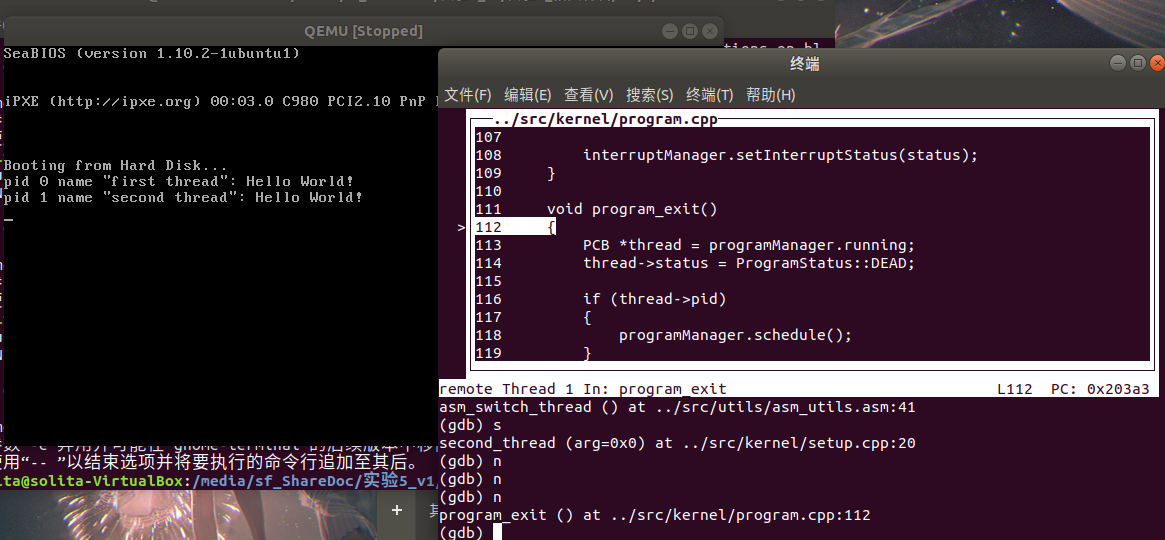 QEMU [Stopped]
SeaBIOS (version 1.10.2-1ubuntu1)
iPXE (http://ipxe.org) 00:03.0 C980 PCI2.10 PnP
Booting from Hard Disk...
pid 0 name "first thread": Hello World!
pid 1 name "second thread": Hello World!
_
使用“-- ”以结束选项并将要执行的命令行追加至其后。
ita@solita-VirtualBox:/media/sf_ShareDoc/实验5_v1/
+
终端
文件(F) 编辑(E) 查看(V) 搜索(S) 终端(T) 帮助(H)
../src/kernel/program.cpp
107
108 interruptManager.setInterruptStatus(status);
109 }
110
111 void program_exit()
> 112 {
113 PCB *thread = programManager.running;
114 thread->status = ProgramStatus::DEAD;
115
116 if (thread->pid)
117 {
118 programManager.schedule();
119 }
remote Thread 1 In: program_exit L112 PC: 0x203a3
asm_switch_thread () at ../src/utils/asm_utils.asm:41
(gdb) s
second_thread (arg=0x0) at ../src/kernel/setup.cpp:20
(gdb) n
(gdb) n
(gdb) n
program_exit () at ../src/kernel/program.cpp:112
(gdb)